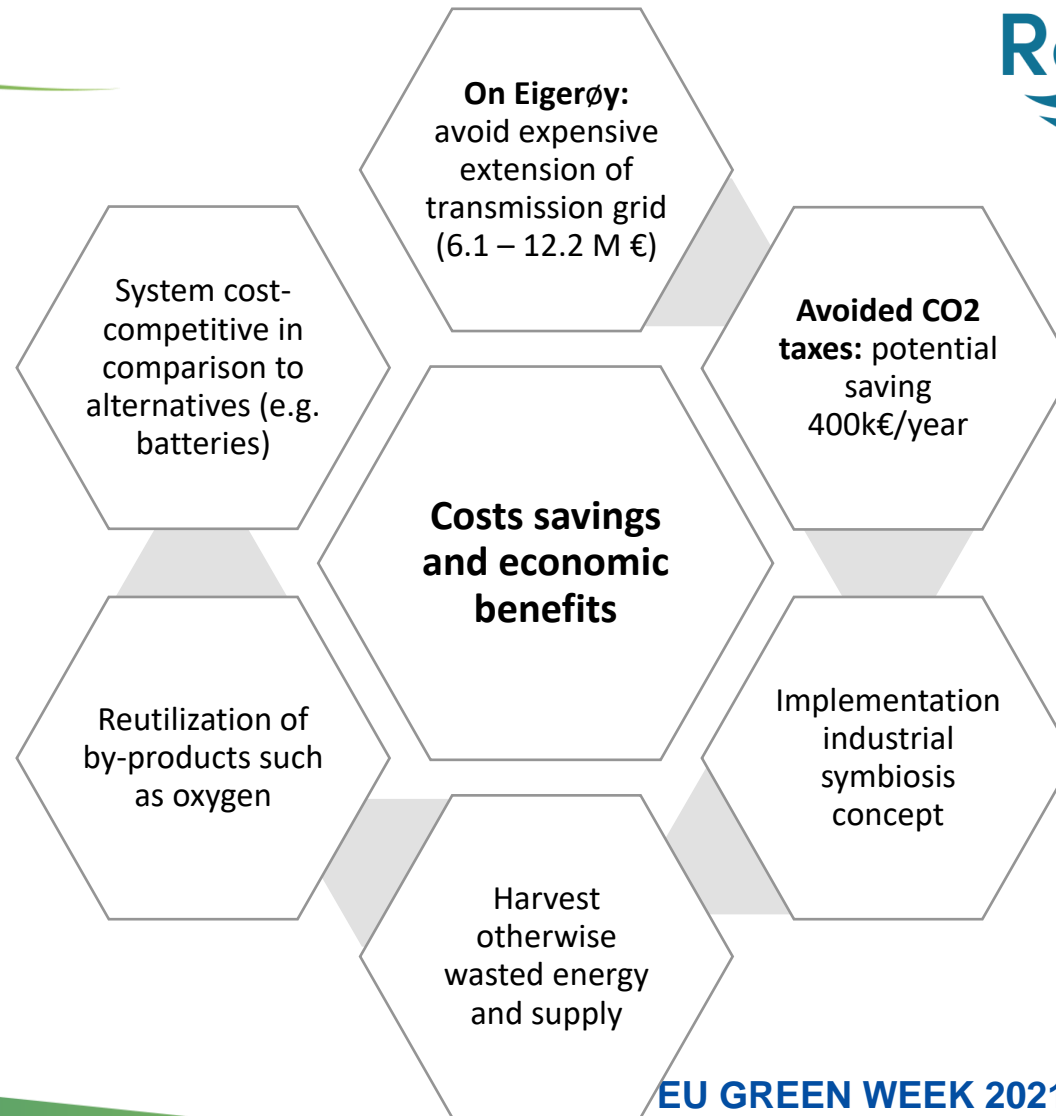 On Eigerøy:
avoid expensive
extension of
transmission grid
(6.1 – 12.2 M €)
Avoided CO2
taxes: potential
saving
400k€/year
Implementation
industrial
symbiosis
concept
Harvest
otherwise
wasted energy
and supply
Reutilization of
by-products such
as oxygen
System cost-
competitive in
comparison to
alternatives (e.g.
batteries)
Costs savings
and economic
benefits
EU GREEN WEEK 2021